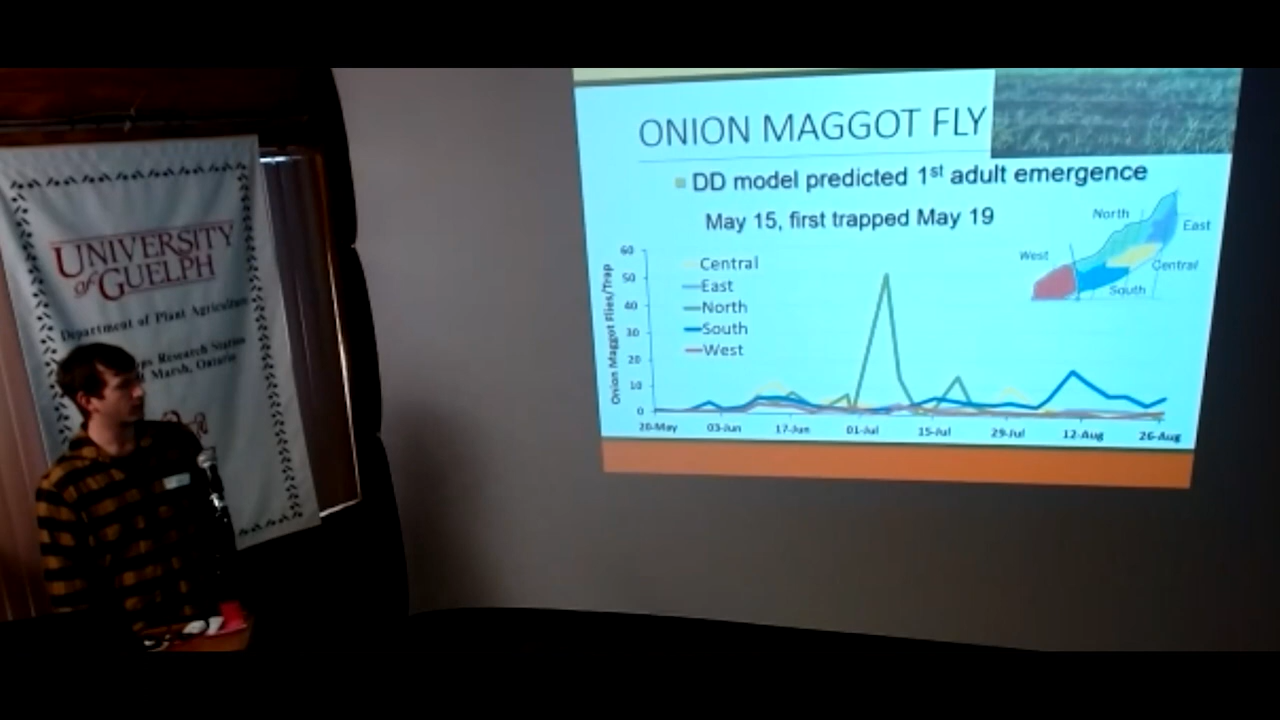 UNIVERSITY
of GUELPH
Department of Plant Agriculture
Research Station
Marsh, Ontario
ONION MAGGOT FLY
DD model predicted 1st adult emergence
May 15, first trapped May 19
North
East
West
Central
South
Onion Maggot Flies/Trap
60
50
40
30
20
10
0
Central
East
North
South
West
20-May
03-Jun
17-Jun
01-Jul
15-Jul
29-Jul
12-Aug
26-Aug